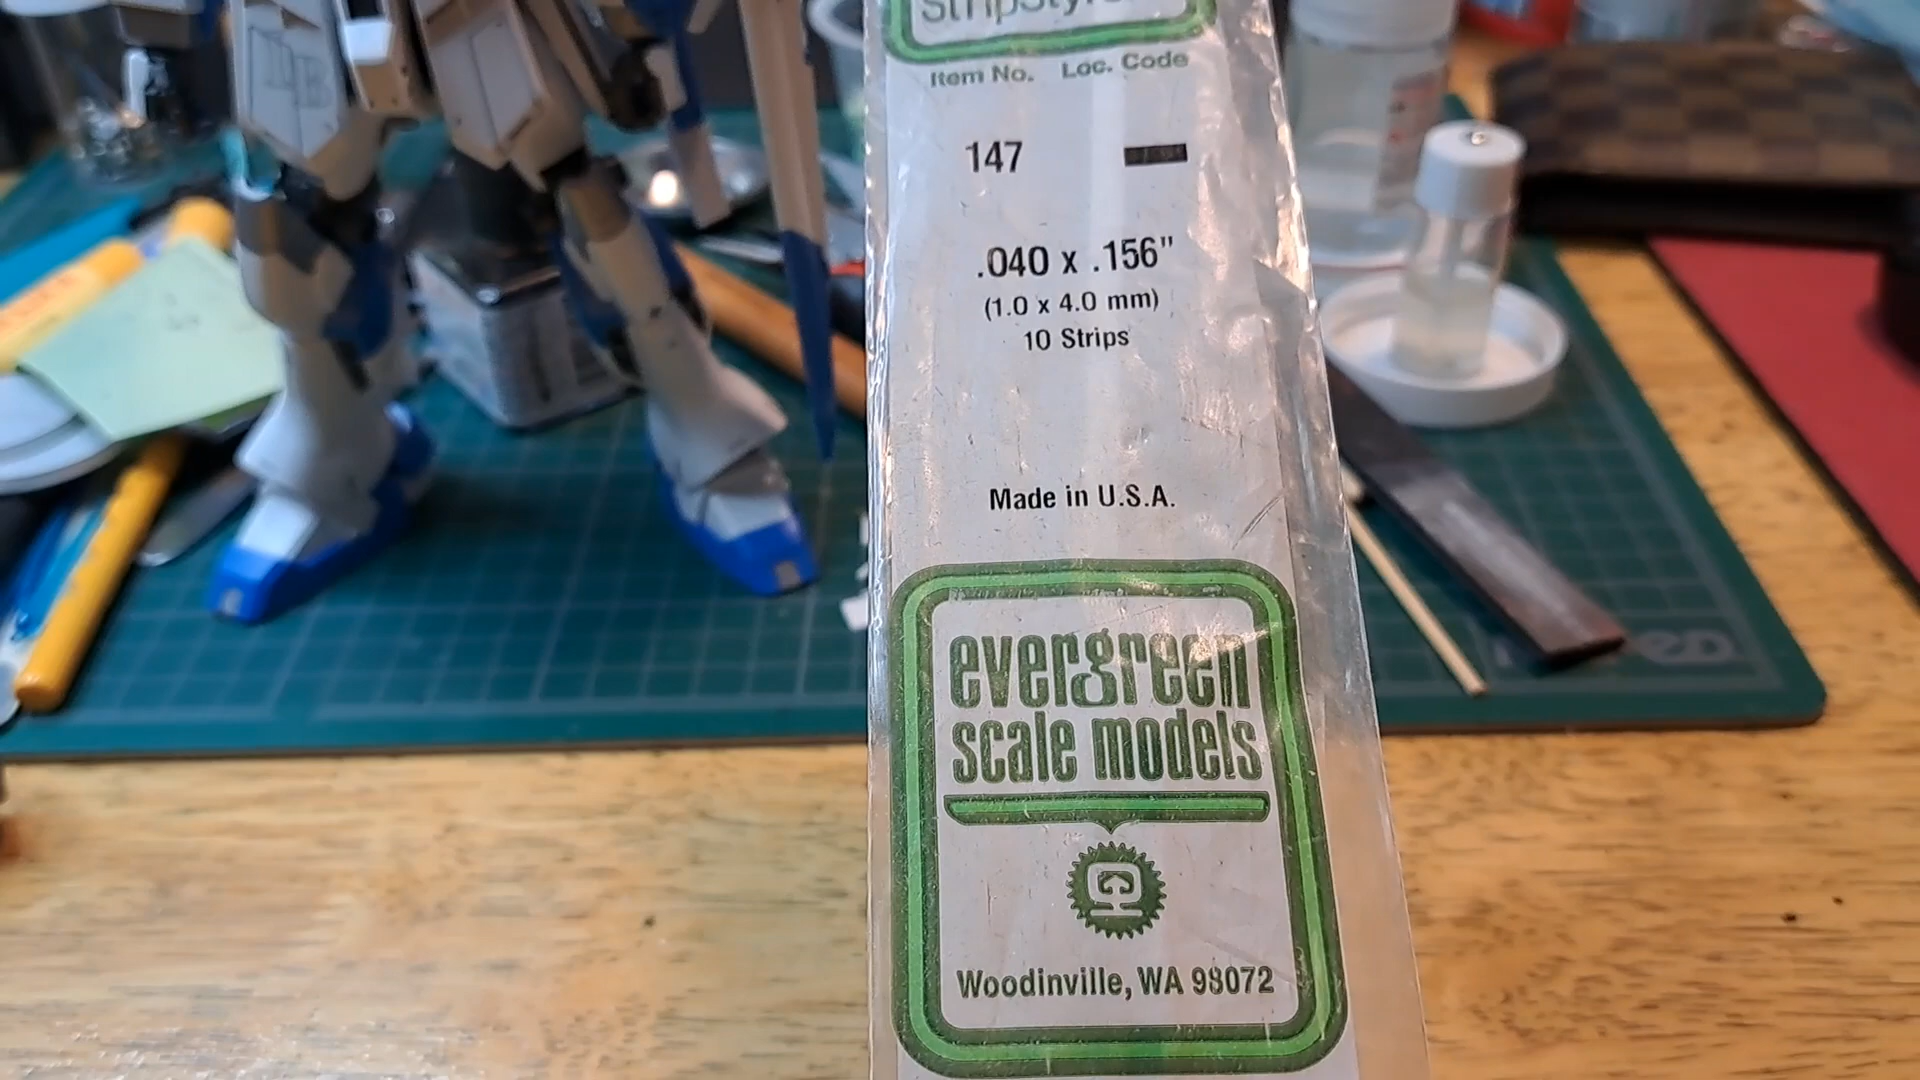 StripStyrene
Item No. Loc. Code
147
.040 x .156"
(1.0 x 4.0 mm)
10 Strips
Made in U.S.A.
evergreen
scale models
Woodinville, WA 98072